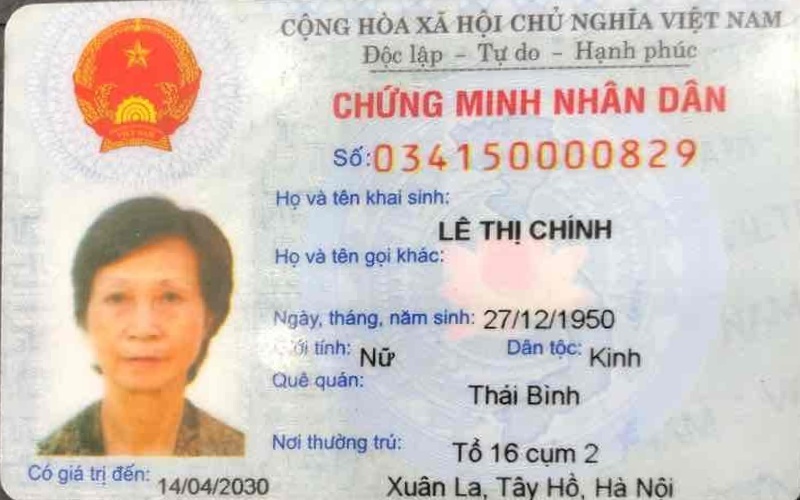 CỘNG HÒA XÃ HỘI CHỦ NGHĨA VIỆT NAM
Độc lập - Tự do - Hạnh phúc
CHỨNG MINH NHÂN DÂN
Số: 034150000829
Họ và tên khai sinh:
LÊ THỊ CHÍNH
Họ và tên gọi khác:
Ngày, tháng, năm sinh: 27/12/1950
Giới tính: Nữ Dân tộc: Kinh
Quê quán:
Thái Bình
Nơi thường trú: Tổ 16 cụm 2
Xuân La, Tây Hồ, Hà Nội
Có giá trị đến: 14/04/2030